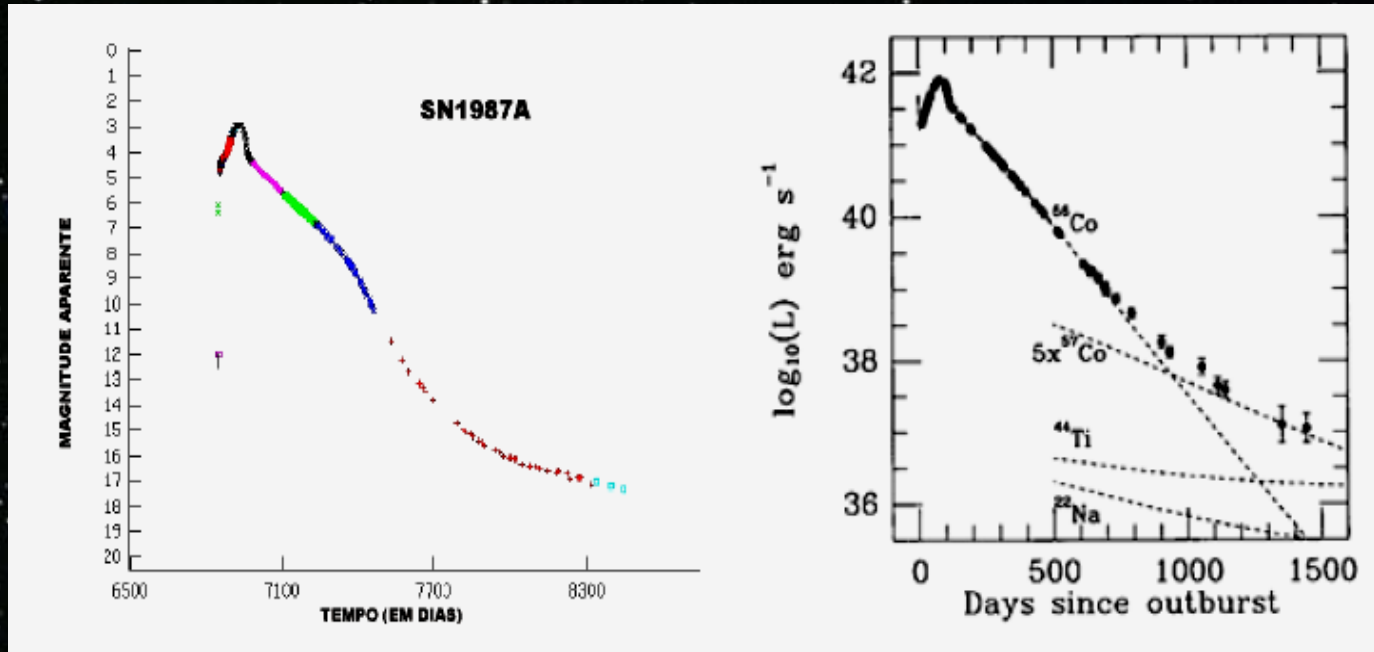 0
1
2
3
4
5
6
7
8
9
10
11
12
13
14
15
16
17
18
19
20
MAGNITUDE APARENTE
SN1987A
6500 7100 7700 8300
TEMPO (EM DIAS)
42
40
38
36
log₁₀(L) erg s⁻¹
⁵⁶Co
5x⁵⁷Co
⁴⁴Ti
²²Na
0 500 1000 1500
Days since outburst